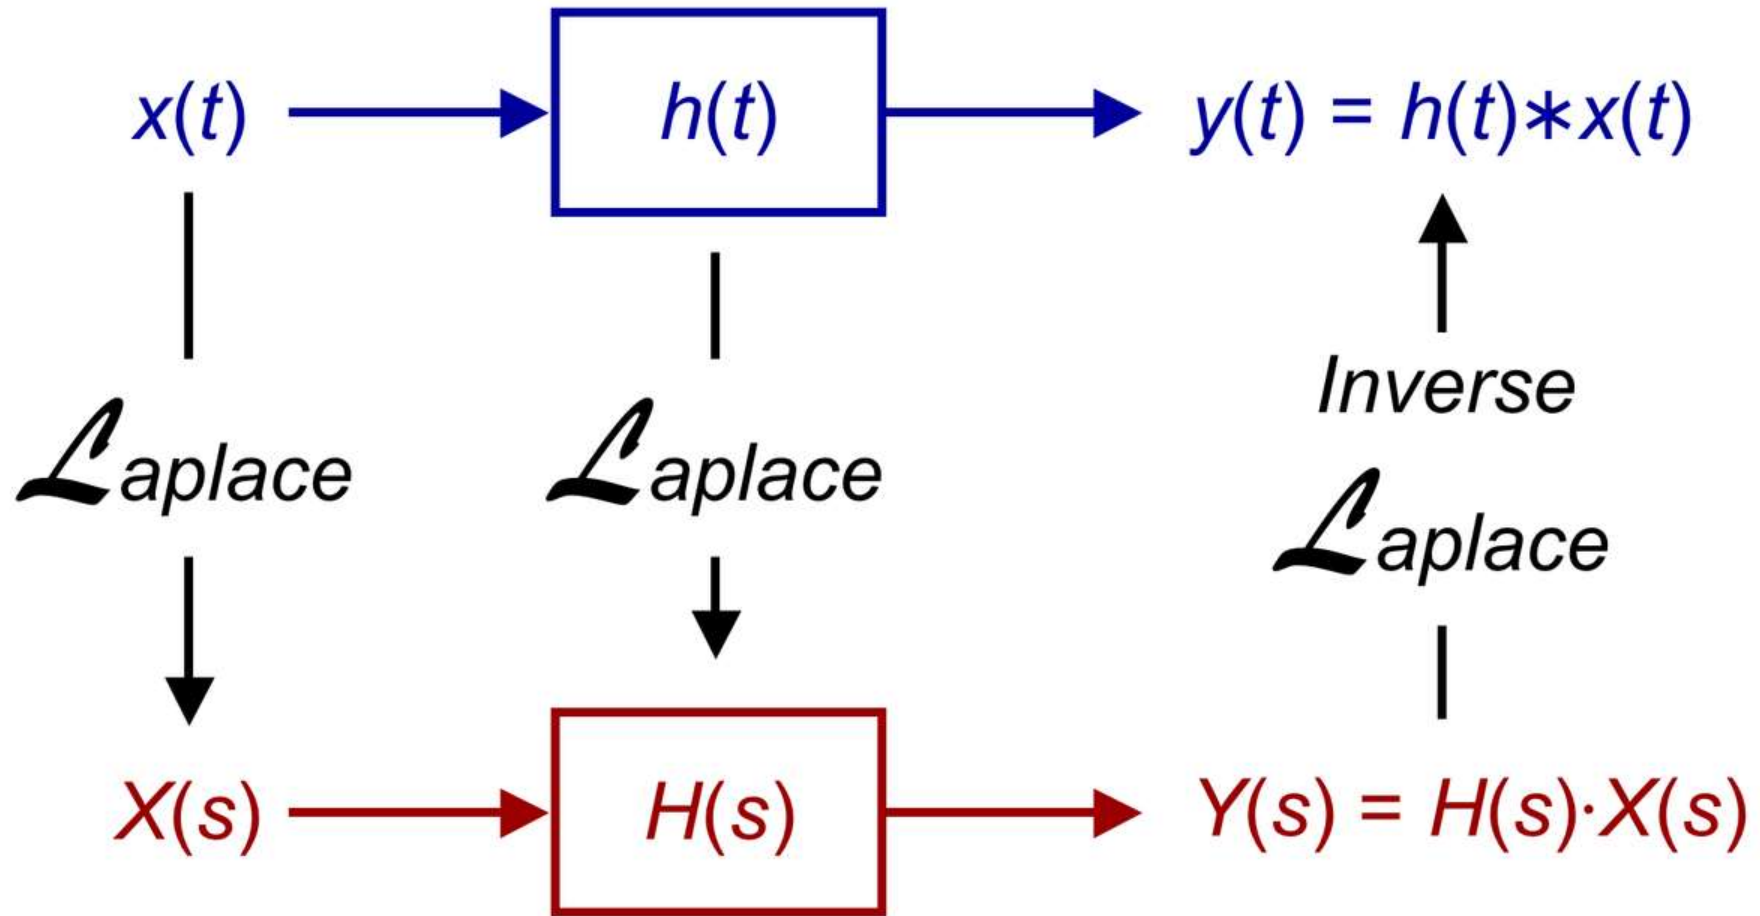 x(t)
h(t)
y(t) = h(t)∗x(t)
Laplace
Laplace
Inverse
Laplace
X(s)
H(s)
Y(s) = H(s)·X(s)